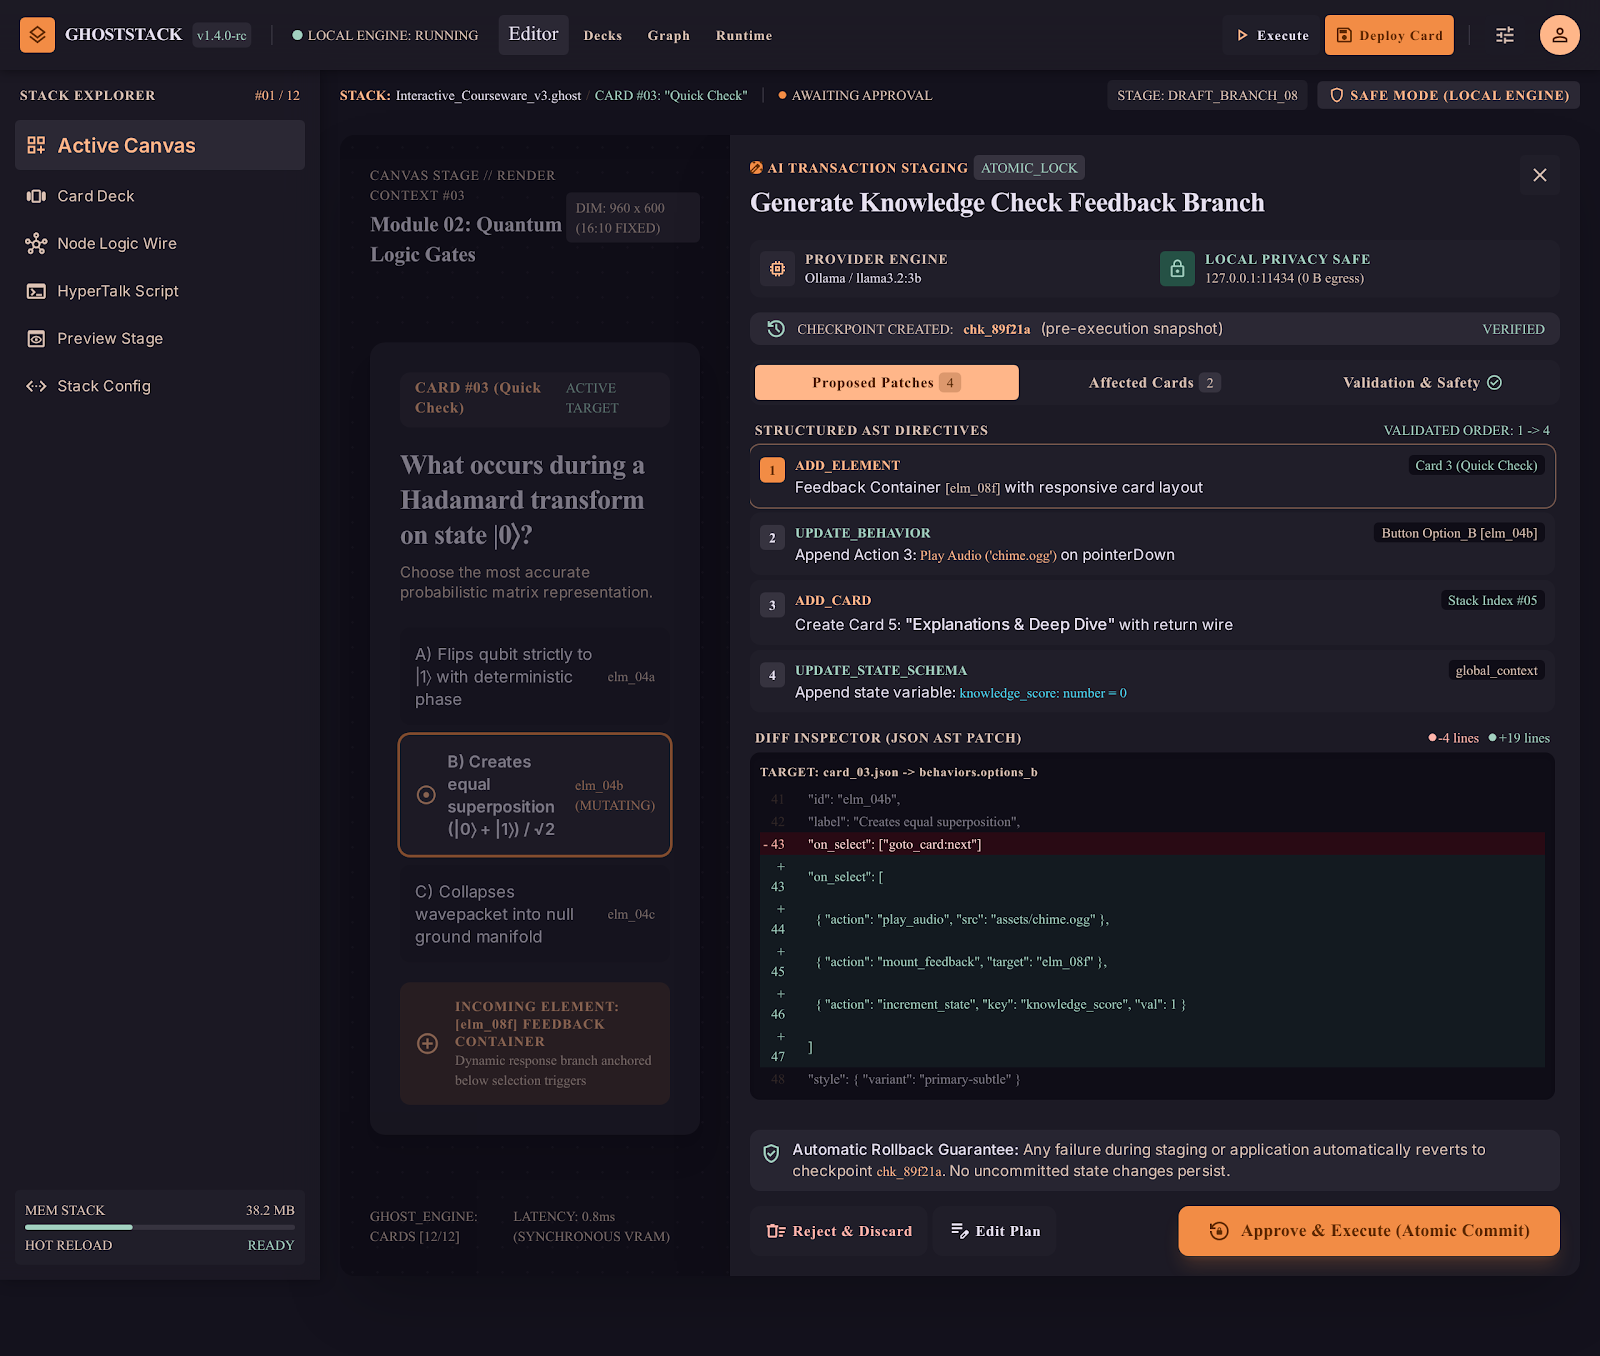 GHOSTSTACK v1.4.0-rc LOCAL ENGINE: RUNNING Editor Decks Graph Runtime Execute Deploy Card
STACK EXPLORER #01 / 12
Active Canvas
Card Deck
Node Logic Wire
HyperTalk Script
Preview Stage
Stack Config
MEM STACK 38.2 MB
HOT RELOAD READY
STACK: Interactive_Courseware_v3.ghost / CARD #03: "Quick Check" AWAITING APPROVAL STAGE: DRAFT_BRANCH_08 SAFE MODE (LOCAL ENGINE)
CANVAS STAGE // RENDER
CONTEXT #03
Module 02: Quantum
Logic Gates
DIM: 960 x 600
(16:10 FIXED)
CARD #03 (Quick
Check)
ACTIVE
TARGET
What occurs during a
Hadamard transform
on state |0⟩?
Choose the most accurate
probabilistic matrix representation.
A) Flips qubit strictly to
|1⟩ with deterministic
phase
elm_04a
B) Creates
equal
superposition
(|0⟩ + |1⟩) / √2
elm_04b
(MUTATING)
C) Collapses
wavepacket into null
ground manifold
elm_04c
INCOMING ELEMENT:
[elm_08f] FEEDBACK
CONTAINER
Dynamic response branch anchored
below selection triggers
GHOST_ENGINE:
CARDS [12/12]
LATENCY: 0.8ms
(SYNCHRONOUS VRAM)
AI TRANSACTION STAGING ATOMIC_LOCK
Generate Knowledge Check Feedback Branch
PROVIDER ENGINE
Ollama / llama3.2:3b
LOCAL PRIVACY SAFE
127.0.0.1:11434 (0 B egress)
CHECKPOINT CREATED: chk_89f21a (pre-execution snapshot) VERIFIED
Proposed Patches 4 Affected Cards 2 Validation & Safety
STRUCTURED AST DIRECTIVES VALIDATED ORDER: 1 -> 4
1 ADD_ELEMENT Card 3 (Quick Check)
Feedback Container [elm_08f] with responsive card layout
2 UPDATE_BEHAVIOR Button Option_B [elm_04b]
Append Action 3: Play Audio ('chime.ogg') on pointerDown
3 ADD_CARD Stack Index #05
Create Card 5: "Explanations & Deep Dive" with return wire
4 UPDATE_STATE_SCHEMA global_context
Append state variable: knowledge_score: number = 0
DIFF INSPECTOR (JSON AST PATCH) -4 lines +19 lines
TARGET: card_03.json -> behaviors.options_b
41 "id": "elm_04b",
42 "label": "Creates equal superposition",
- 43 "on_select": ["goto_card:next"]
+
43 "on_select": [
+
44 { "action": "play_audio", "src": "assets/chime.ogg" },
+
45 { "action": "mount_feedback", "target": "elm_08f" },
+
46 { "action": "increment_state", "key": "knowledge_score", "val": 1 }
+
47 ]
48 "style": { "variant": "primary-subtle" }
Automatic Rollback Guarantee: Any failure during staging or application automatically reverts to
checkpoint chk_89f21a. No uncommitted state changes persist.
Reject & Discard Edit Plan Approve & Execute (Atomic Commit)